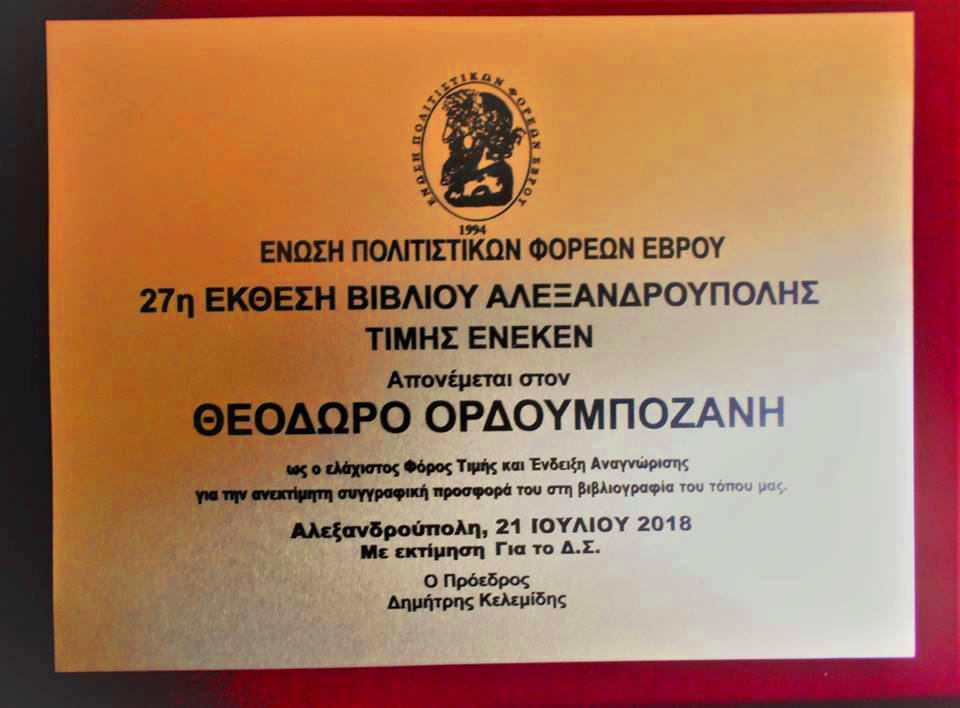 ΕΝΩΣΗ ΠΟΛΙΤΙΣΤΙΚΩΝ ΦΟΡΕΩΝ ΕΒΡΟΥ
1994
ΕΝΩΣΗ ΠΟΛΙΤΙΣΤΙΚΩΝ ΦΟΡΕΩΝ ΕΒΡΟΥ
27η ΕΚΘΕΣΗ ΒΙΒΛΙΟΥ ΑΛΕΞΑΝΔΡΟΥΠΟΛΗΣ
ΤΙΜΗΣ ΕΝΕΚΕΝ
Απονέμεται στον
ΘΕΟΔΩΡΟ ΟΡΔΟΥΜΠΟΖΑΝΗ
ως ο ελάχιστος Φόρος Τιμής και Ένδειξη Αναγνώρισης
για την ανεκτίμητη συγγραφική προσφορά του στη βιβλιογραφία του τόπου μας.
Αλεξανδρούπολη, 21 ΙΟΥΛΙΟΥ 2018
Με εκτίμηση Για το Δ.Σ.
Ο Πρόεδρος
Δημήτρης Κελεμίδης